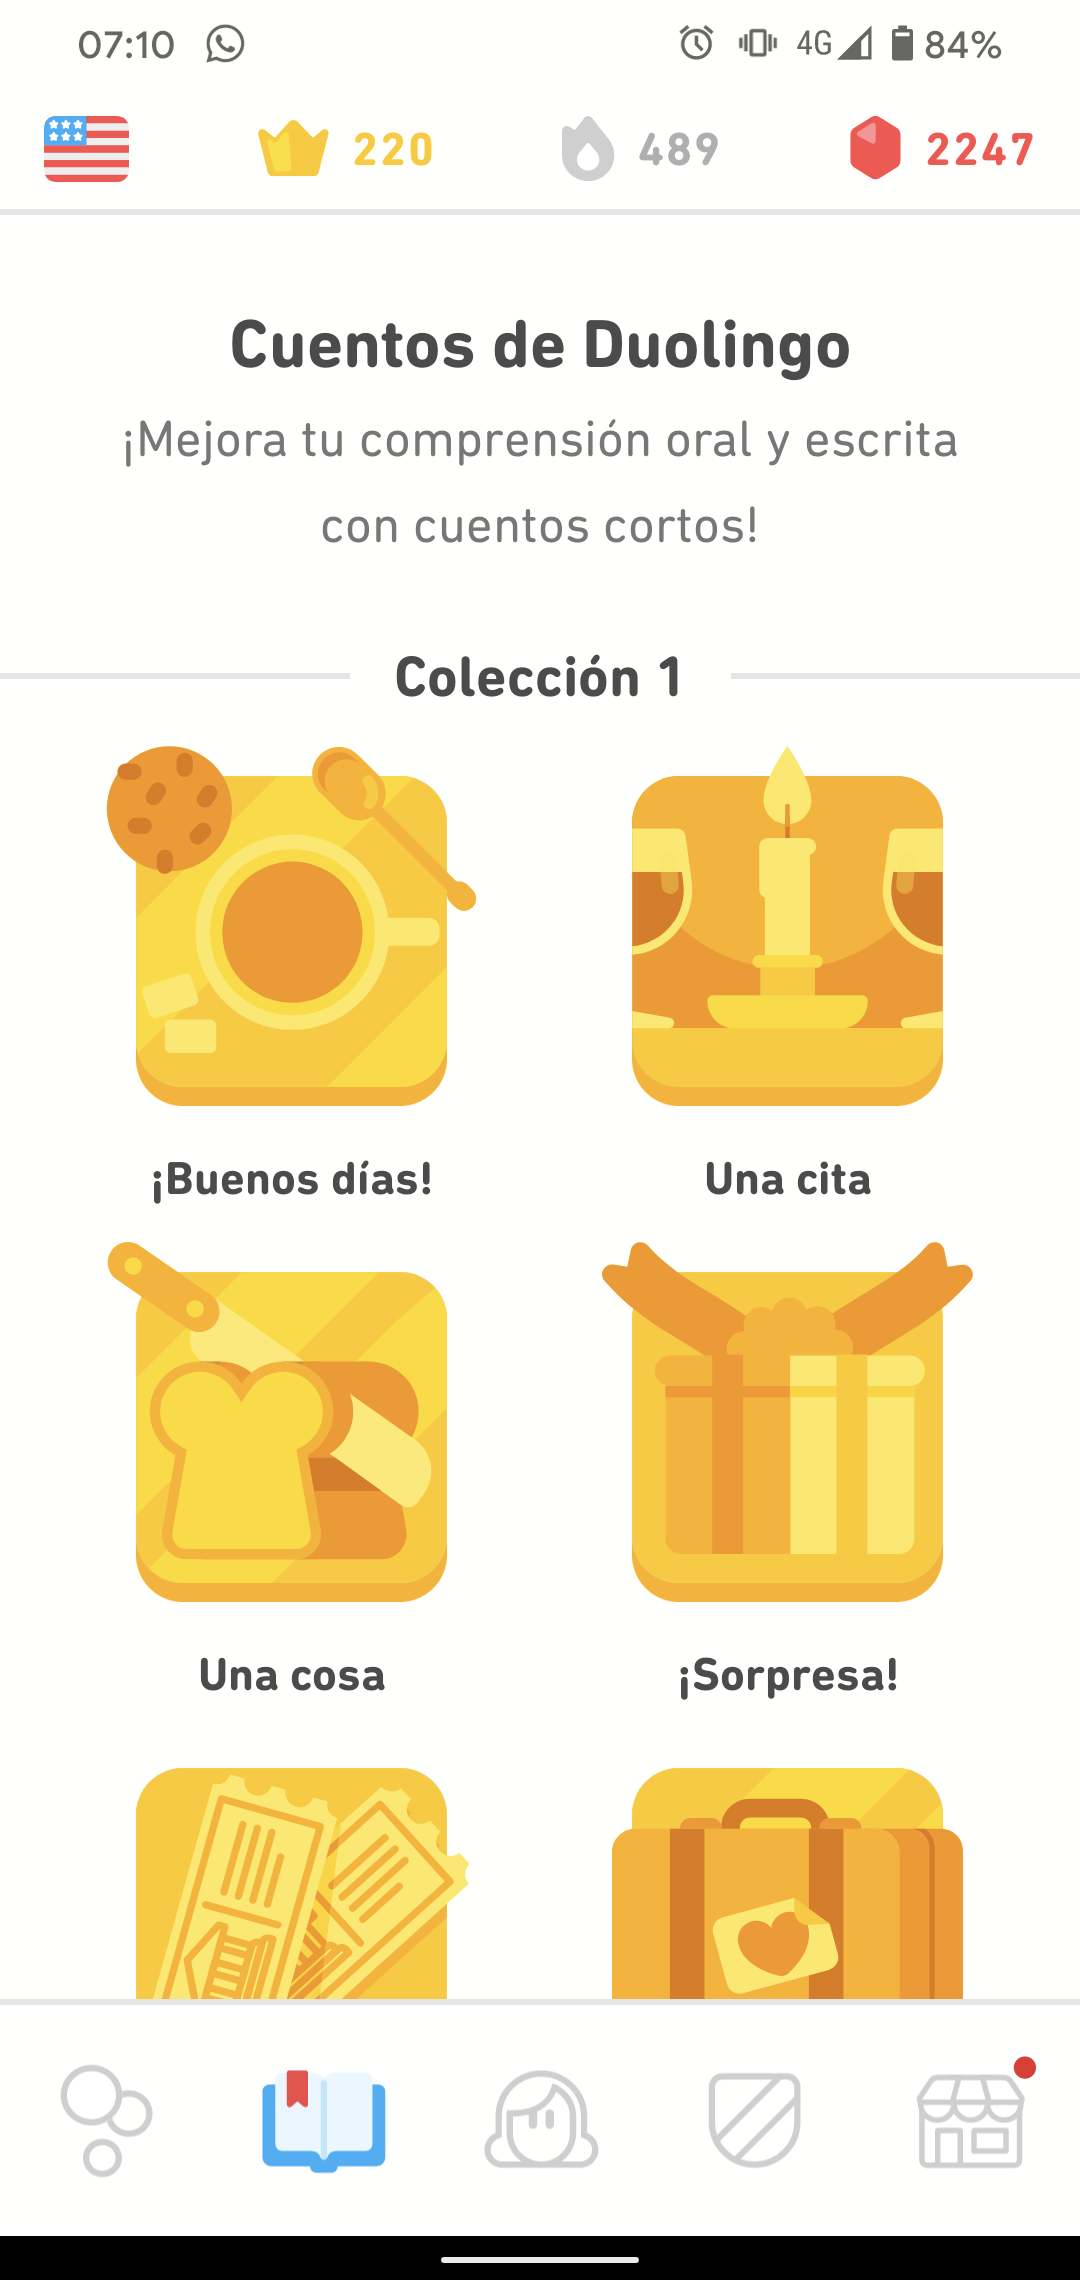 07:10
4G
84%
220
489
2247
Cuentos de Duolingo
¡Mejora tu comprensión oral y escrita
con cuentos cortos!
Colección 1
¡Buenos días!
Una cita
Una cosa
¡Sorpresa!